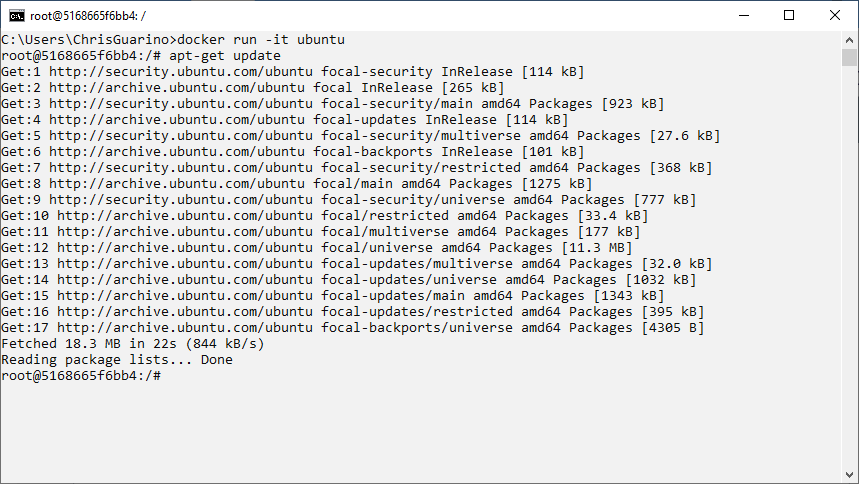 root@5168665f6bb4: /
C:\Users\ChrisGuarino>docker run -it ubuntu
root@5168665f6bb4:/# apt-get update
Get:1 http://security.ubuntu.com/ubuntu focal-security InRelease [114 kB]
Get:2 http://archive.ubuntu.com/ubuntu focal InRelease [265 kB]
Get:3 http://security.ubuntu.com/ubuntu focal-security/main amd64 Packages [923 kB]
Get:4 http://archive.ubuntu.com/ubuntu focal-updates InRelease [114 kB]
Get:5 http://security.ubuntu.com/ubuntu focal-security/multiverse amd64 Packages [27.6 kB]
Get:6 http://archive.ubuntu.com/ubuntu focal-backports InRelease [101 kB]
Get:7 http://security.ubuntu.com/ubuntu focal-security/restricted amd64 Packages [368 kB]
Get:8 http://archive.ubuntu.com/ubuntu focal/main amd64 Packages [1275 kB]
Get:9 http://security.ubuntu.com/ubuntu focal-security/universe amd64 Packages [777 kB]
Get:10 http://archive.ubuntu.com/ubuntu focal/restricted amd64 Packages [33.4 kB]
Get:11 http://archive.ubuntu.com/ubuntu focal/multiverse amd64 Packages [177 kB]
Get:12 http://archive.ubuntu.com/ubuntu focal/universe amd64 Packages [11.3 MB]
Get:13 http://archive.ubuntu.com/ubuntu focal-updates/multiverse amd64 Packages [32.0 kB]
Get:14 http://archive.ubuntu.com/ubuntu focal-updates/universe amd64 Packages [1032 kB]
Get:15 http://archive.ubuntu.com/ubuntu focal-updates/main amd64 Packages [1343 kB]
Get:16 http://archive.ubuntu.com/ubuntu focal-updates/restricted amd64 Packages [395 kB]
Get:17 http://archive.ubuntu.com/ubuntu focal-backports/universe amd64 Packages [4305 B]
Fetched 18.3 MB in 22s (844 kB/s)
Reading package lists... Done
root@5168665f6bb4:/#